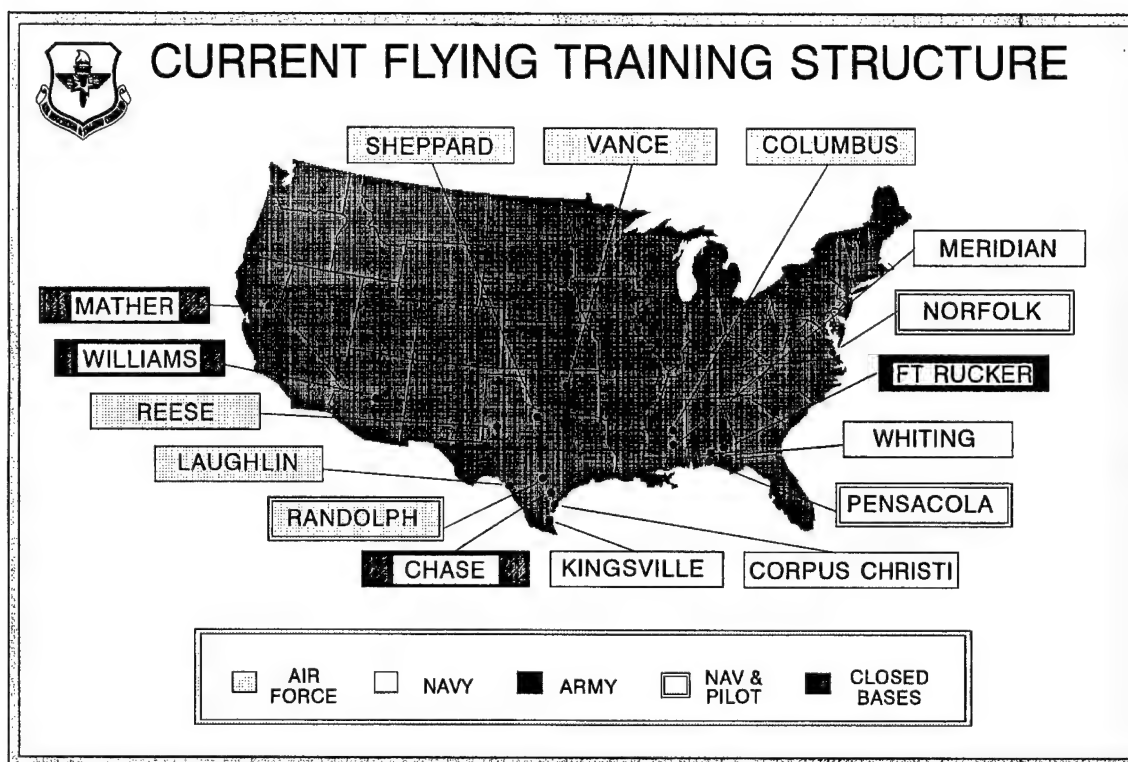 CURRENT FLYING TRAINING STRUCTURE
SHEPPARD
VANCE
COLUMBUS
MERIDIAN
MATHER
NORFOLK
WILLIAMS
FT RUCKER
REESE
WHITING
LAUGHLIN
PENSACOLA
RANDOLPH
CHASE
KINGSVILLE
CORPUS CHRISTI
AIR
FORCE
NAVY
ARMY
NAV &
PILOT
CLOSED
BASES